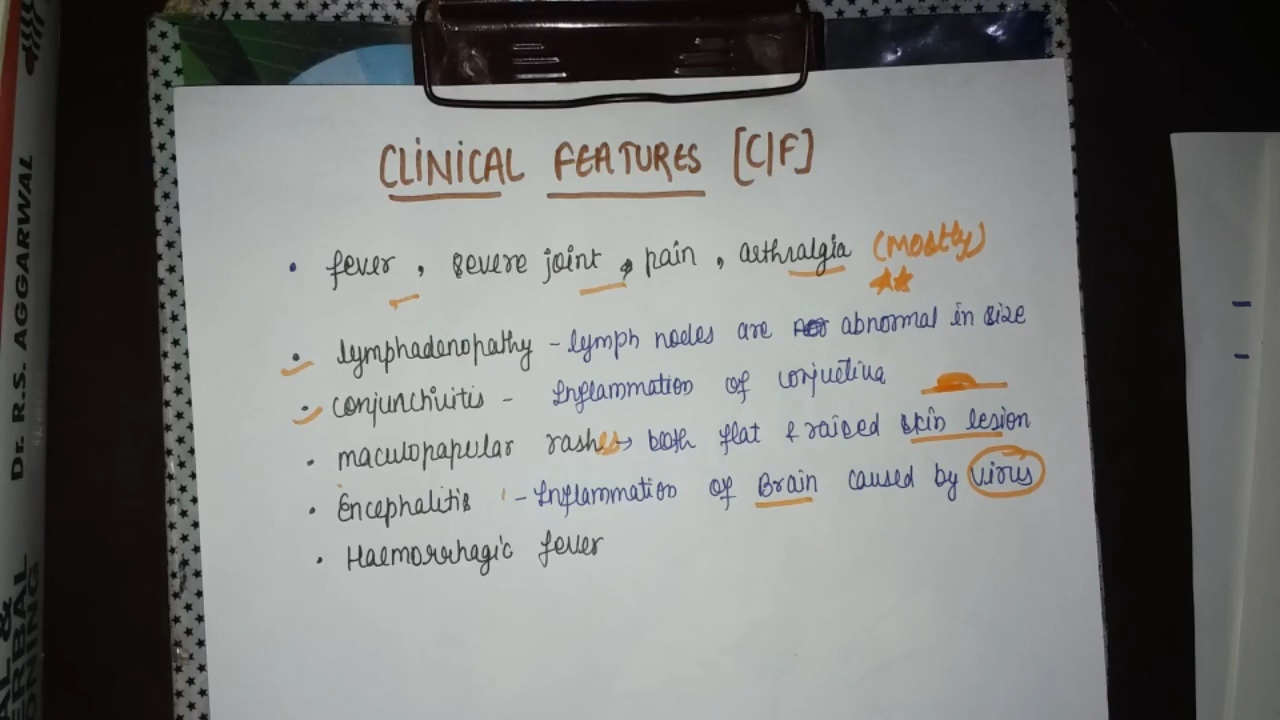 CLINICAL FEATURES [C/F]
• fever, severe joint, pain, arthralgia (mostly)
• lymphadenopathy - lymph nodes are abnormal in size
• conjunchivitis - Inflammation of conjuctiva
• maculopapular rashes → both flat & raised skin lesion
• Encephalitis - Inflammation of Brain caused by virus
• Haemorrhagic fever
Dr. R.S. AGGARWAL